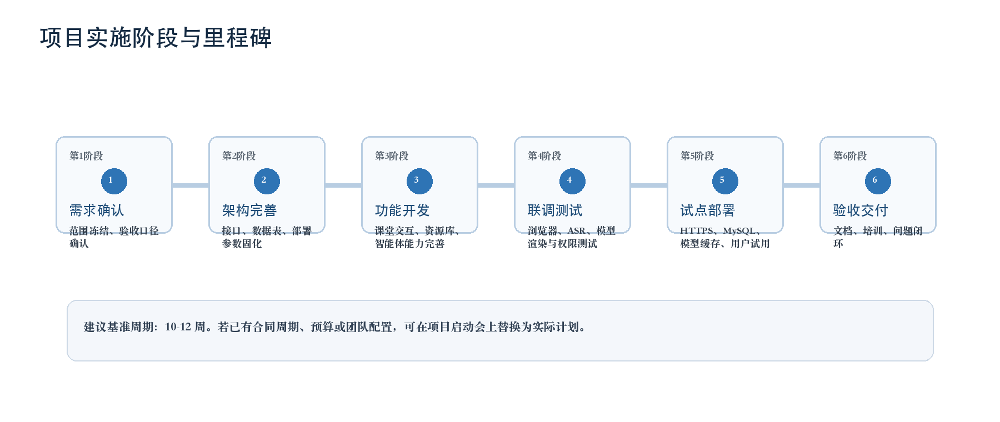 项目实施阶段与里程碑
第1阶段
1
需求确认
范围冻结、验收口径
确认
第2阶段
2
架构完善
接口、数据表、部署
参数固化
第3阶段
3
功能开发
课堂交互、资源库、
智能体能力完善
第4阶段
4
联调测试
浏览器、ASR、模型
渲染与权限测试
第5阶段
5
试点部署
HTTPS、MySQL、
模型缓存、用户试用
第6阶段
6
验收交付
文档、培训、问题闭
环
建议基准周期：10-12 周。若已有合同周期、预算或团队配置，可在项目启动会上替换为实际计划。